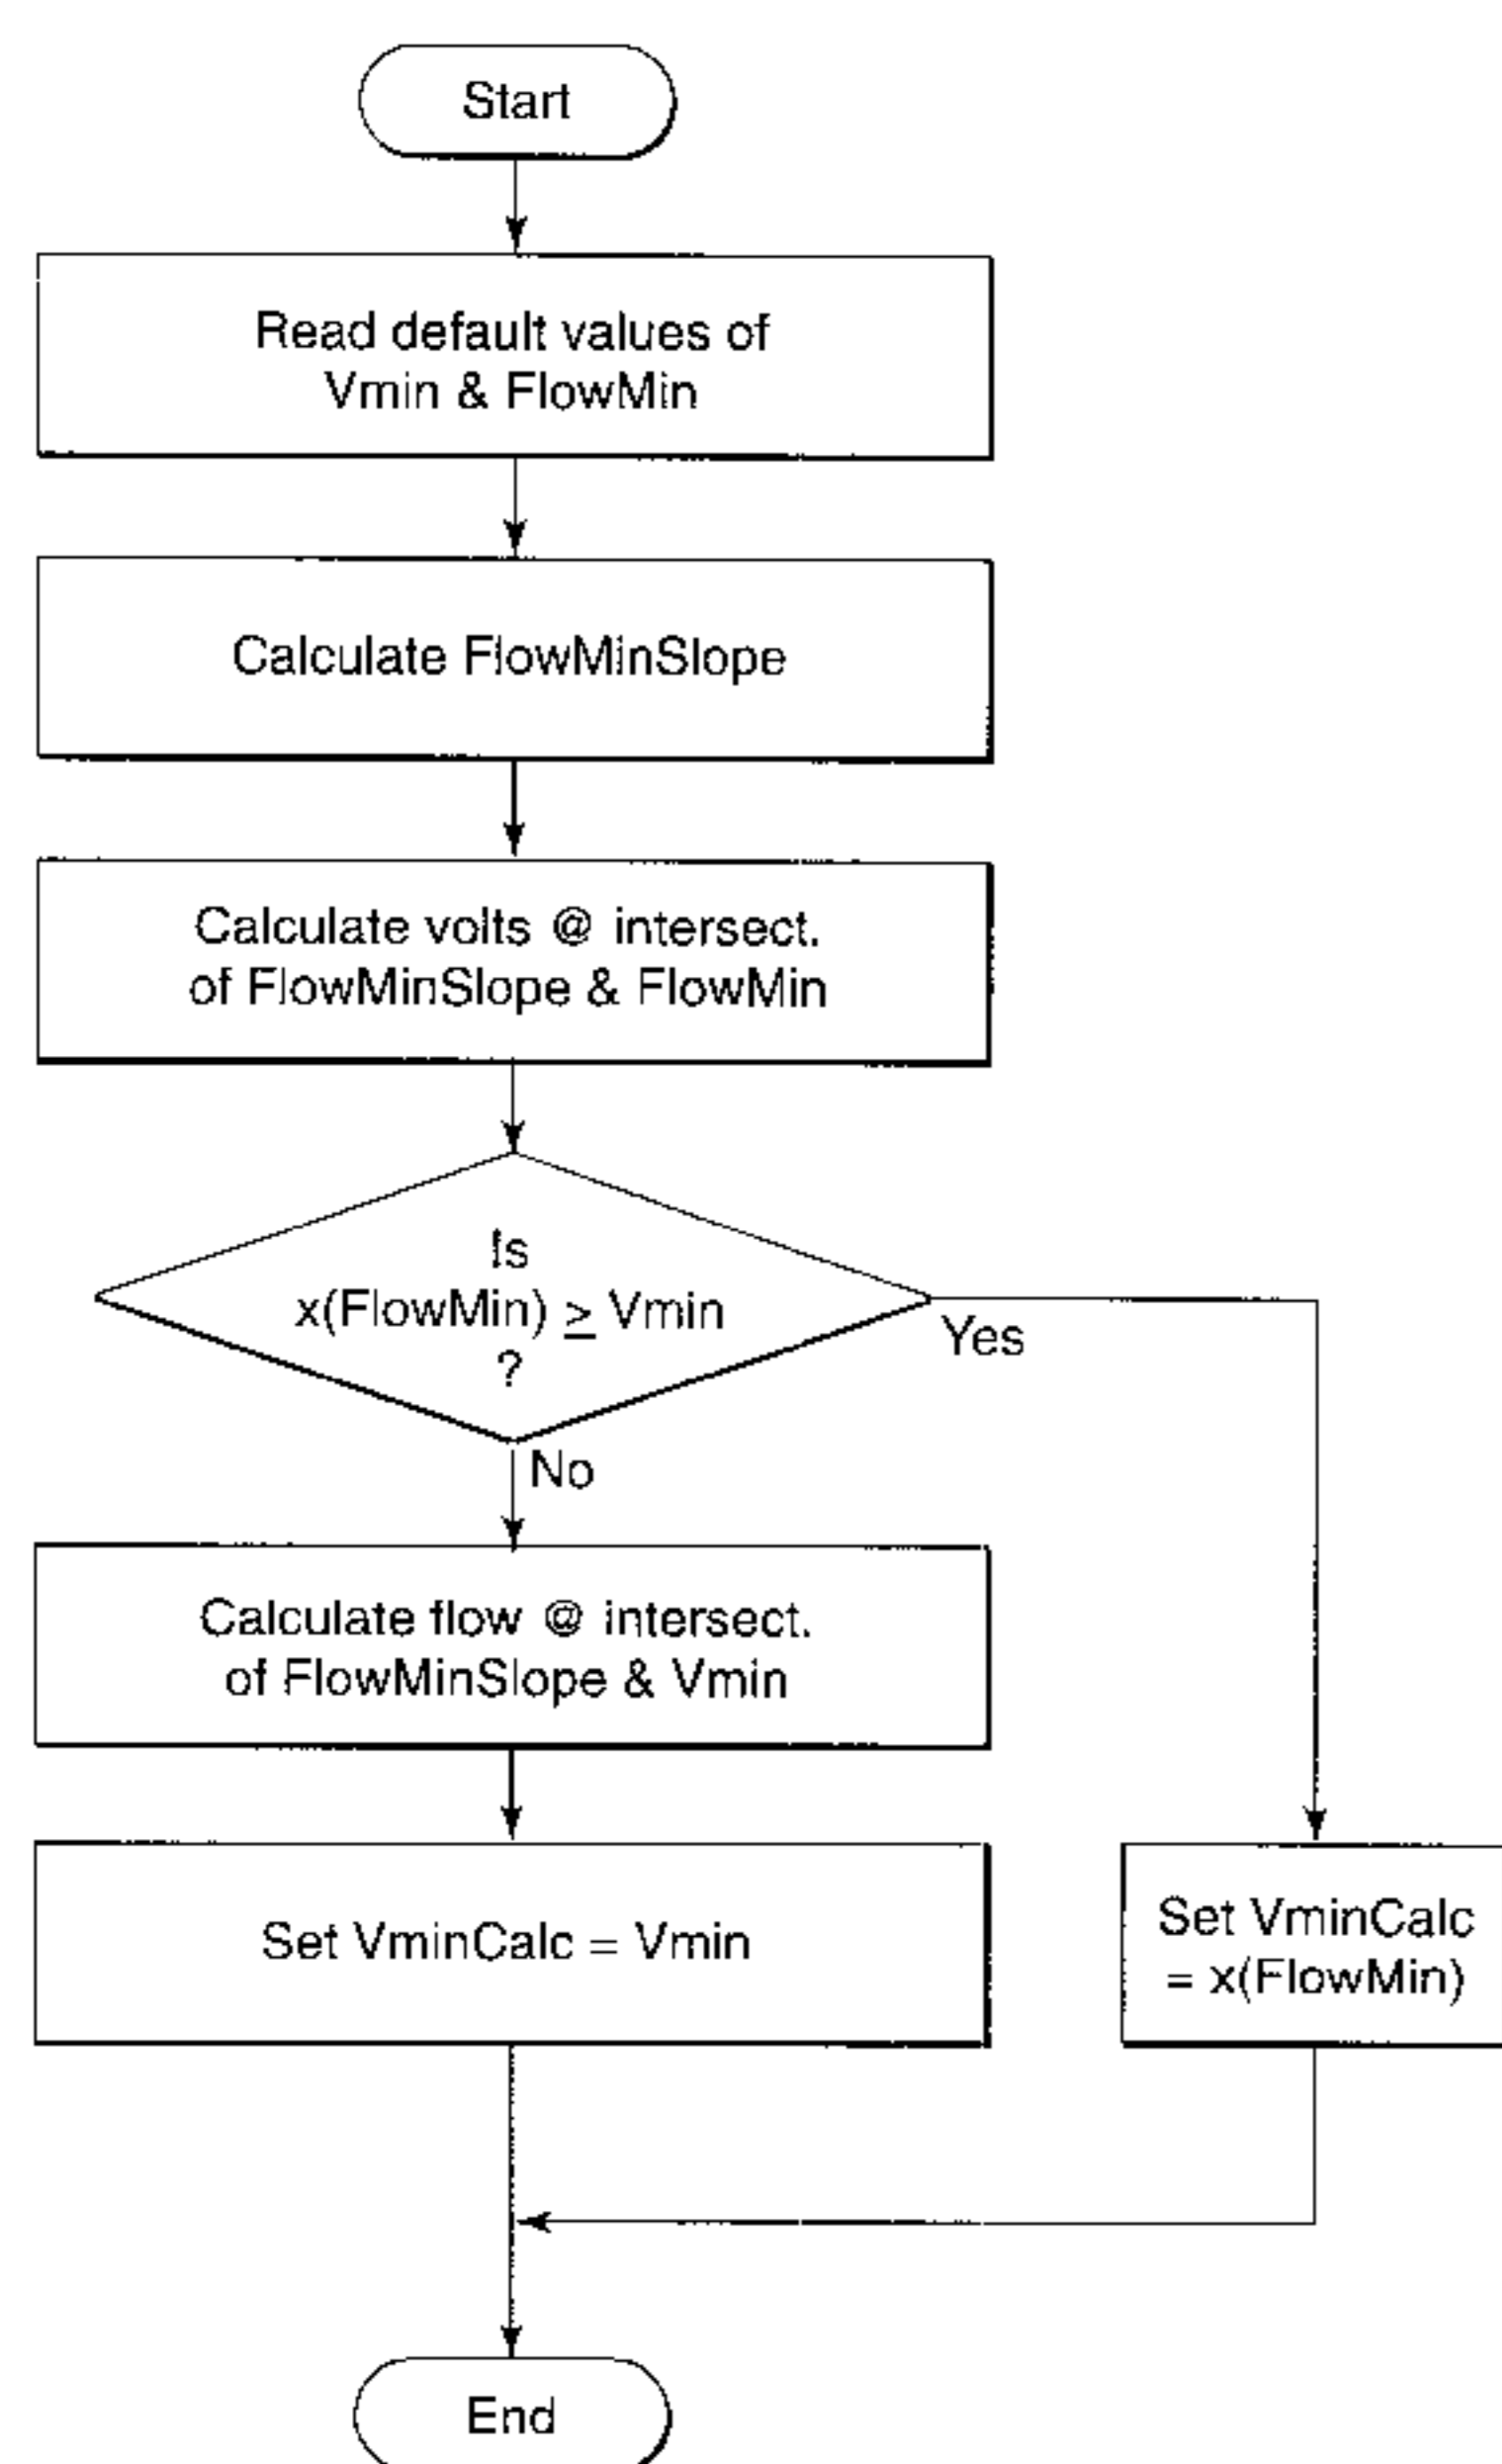 Start
Read default values of
Vmin & FlowMin
Calculate FlowMinSlope
Calculate volts @ intersect.
of FlowMinSlope & FlowMin
Is
x(FlowMin) ≥ Vmin
?
Yes
No
Calculate flow @ intersect.
of FlowMinSlope & Vmin
Set VminCalc = Vmin
Set VminCalc
= x(FlowMin)
End